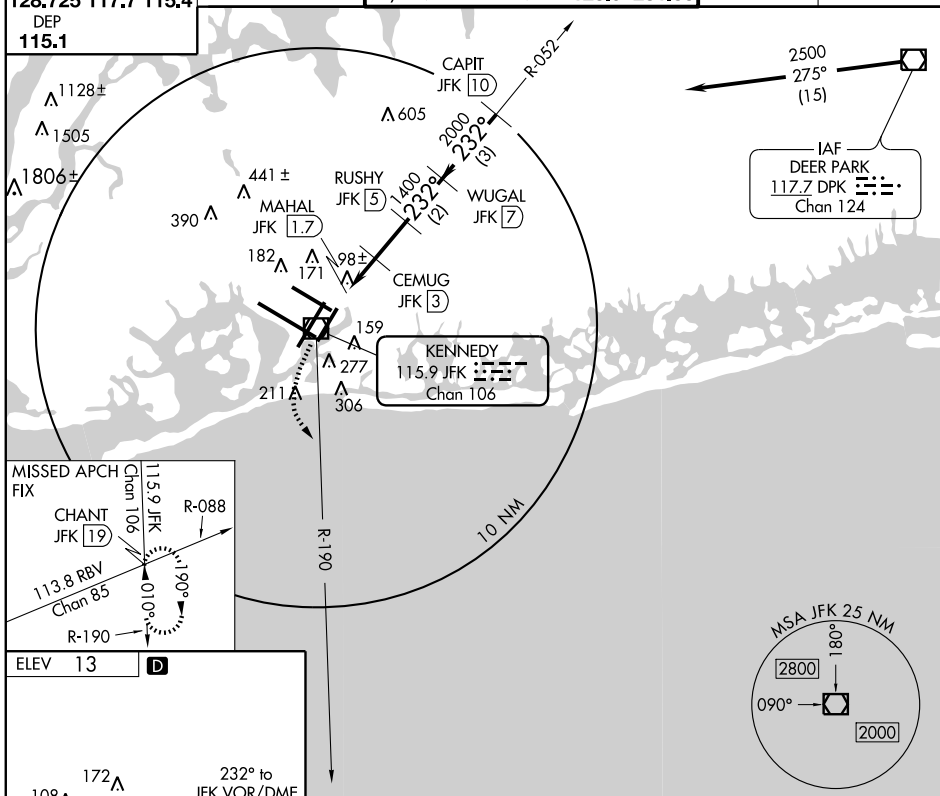 128.725 117.7 115.4
DEP
115.1
CAPIT
JFK 10
R-052
2500
275°
(15)
IAF
DEER PARK
117.7 DPK
Chan 124
1128±
1505
1806±
605
2000
232°
(3)
441 ±
390
RUSHY
JFK 5
1400
232°
(2)
WUGAL
JFK 7
MAHAL
JFK 1.7
182
171
98±
CEMUG
JFK 3
159
277
211
306
KENNEDY
115.9 JFK
Chan 106
R-190
10 NM
MISSED APCH
FIX
Chan 106
115.9 JFK
CHANT
JFK 19
R-088
113.8 RBV
Chan 85
010°
190°
R-190
MSA JFK 25 NM
180°
2800
090°
2000
ELEV 13
D
172
232° to
JFK VOR/DME